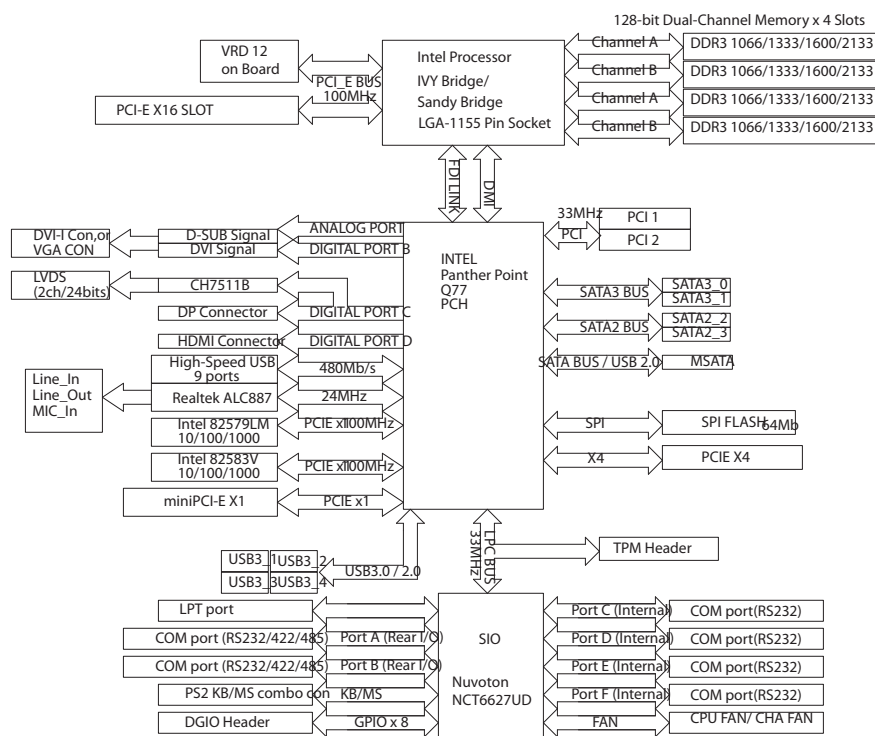 128-bit Dual-Channel Memory x 4 Slots
VRD 12
on Board
PCI_E BUS
100MHz
PCI-E X16 SLOT
Intel Processor
IVY Bridge/
Sandy Bridge
LGA-1155 Pin Socket
Channel A
DDR3 1066/1333/1600/2133
Channel B
DDR3 1066/1333/1600/2133
Channel A
DDR3 1066/1333/1600/2133
Channel B
DDR3 1066/1333/1600/2133
FDI LINK
DMI
DVI-I Con,or
VGA CON
D-SUB Signal
DVI Signal
ANALOG PORT
DIGITAL PORT B
LVDS
(2ch/24bits)
CH7511B
DP Connector
DIGITAL PORT C
HDMI Connector
DIGITAL PORT D
High-Speed USB
9 ports
480Mb/s
Line_In
Line_Out
MIC_In
Realtek ALC887
24MHz
Intel 82579LM
10/100/1000
PCIE x1
100MHz
Intel 82583V
10/100/1000
PCIE x1
100MHz
miniPCI-E X1
PCIE x1
INTEL
Panther Point
Q77
PCH
33MHz
PCI
PCI 1
PCI 2
SATA3 BUS
SATA3_0
SATA3_1
SATA2 BUS
SATA2_2
SATA2_3
SATA BUS / USB 2.0
MSATA
SPI
SPI FLASH
64Mb
X4
PCIE X4
USB3_1
USB3_2
USB3_3
USB3_4
USB3.0 / 2.0
LPC BUS
33MHz
TPM Header
LPT port
COM port (RS232/422/485)
Port A (Rear I/O)
COM port (RS232/422/485)
Port B (Rear I/O)
PS2 KB/MS combo con
KB/MS
DGIO Header
GPIO x 8
SIO
Nuvoton
NCT6627UD
Port C (Internal)
COM port(RS232)
Port D (Internal)
COM port(RS232)
Port E (Internal)
COM port(RS232)
Port F (Internal)
COM port(RS232)
FAN
CPU FAN/ CHA FAN